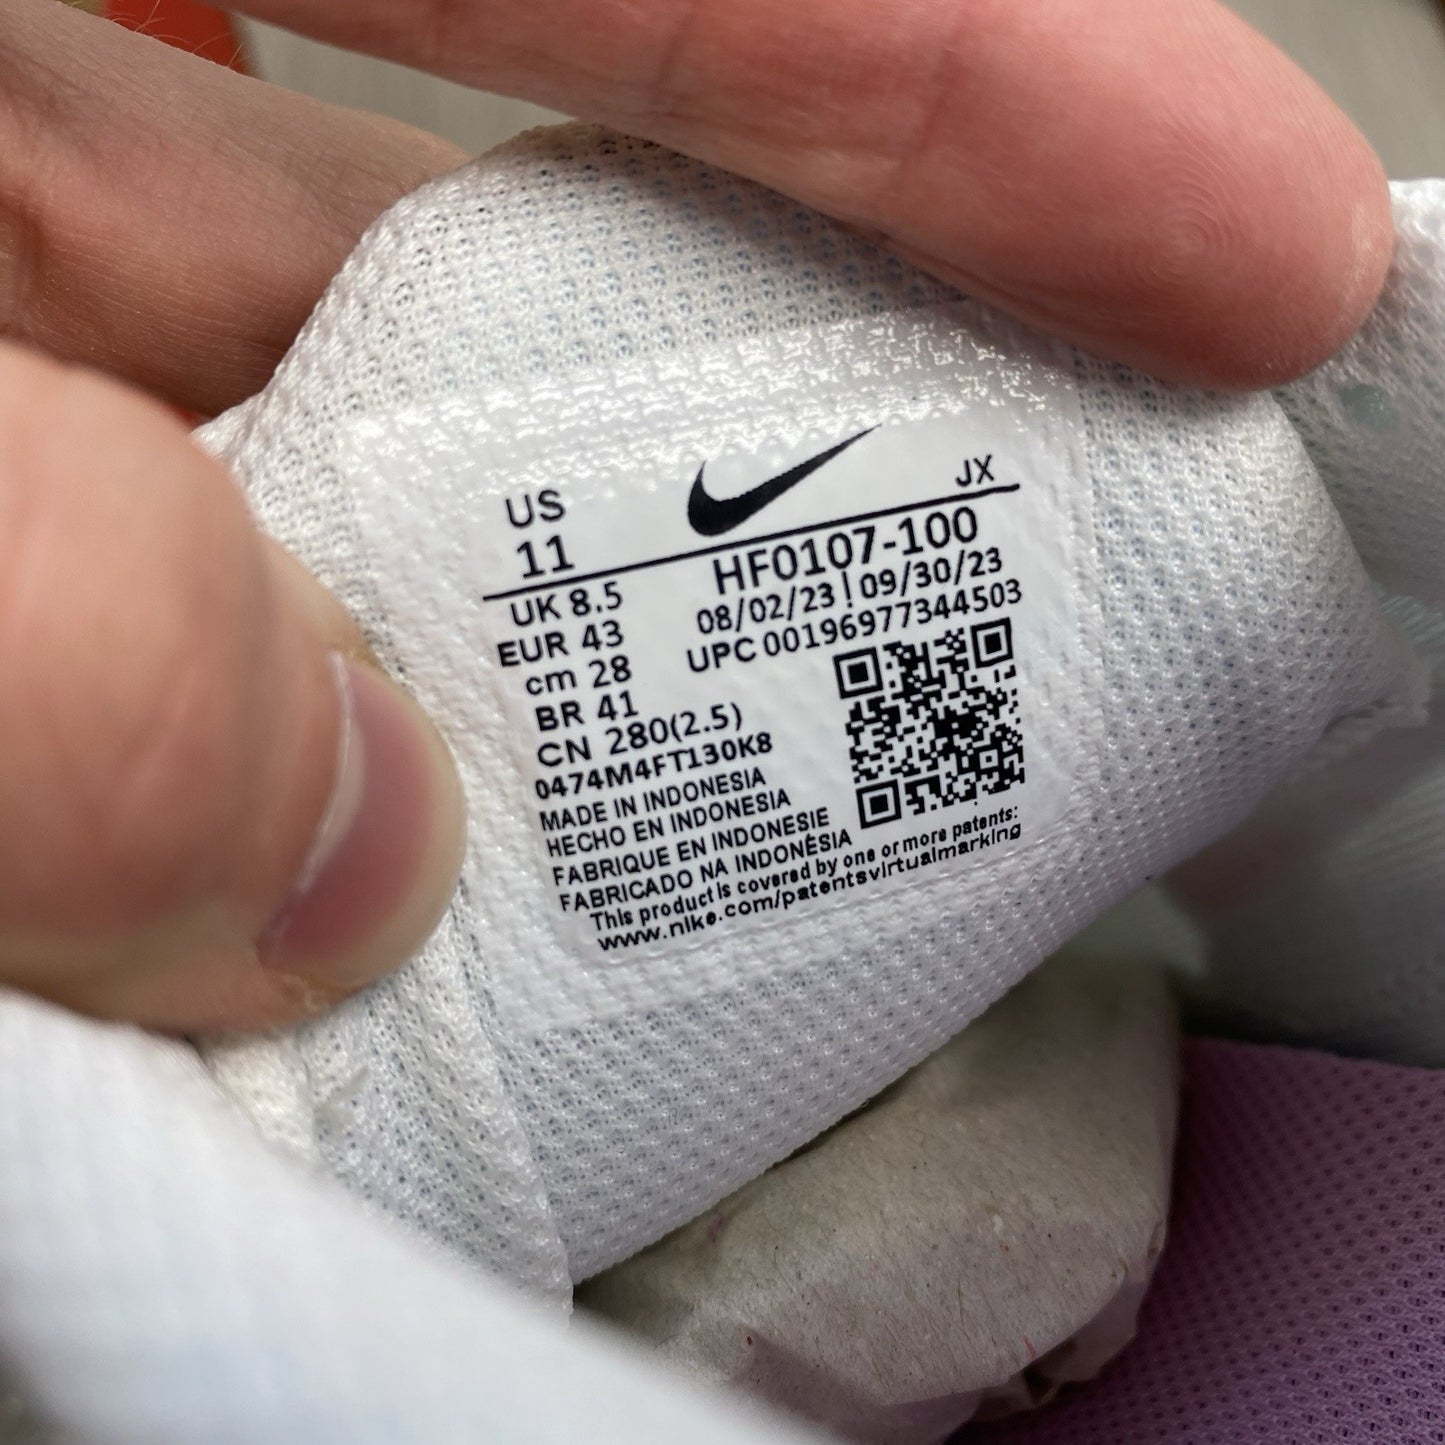 US
11
JX
HF0107-100
08/02/23 | 09/30/23
UPC 00196977344503
UK 8.5
EUR 43
cm 28
BR 41
CN 280(2.5)
0474M4FT130K8
MADE IN INDONESIA
HECHO EN INDONESIA
FABRIQUE EN INDONESIE
FABRICADO NA INDONÉSIA
This product is covered by one or more patents:
www.nike.com/patentsvirtualmarking